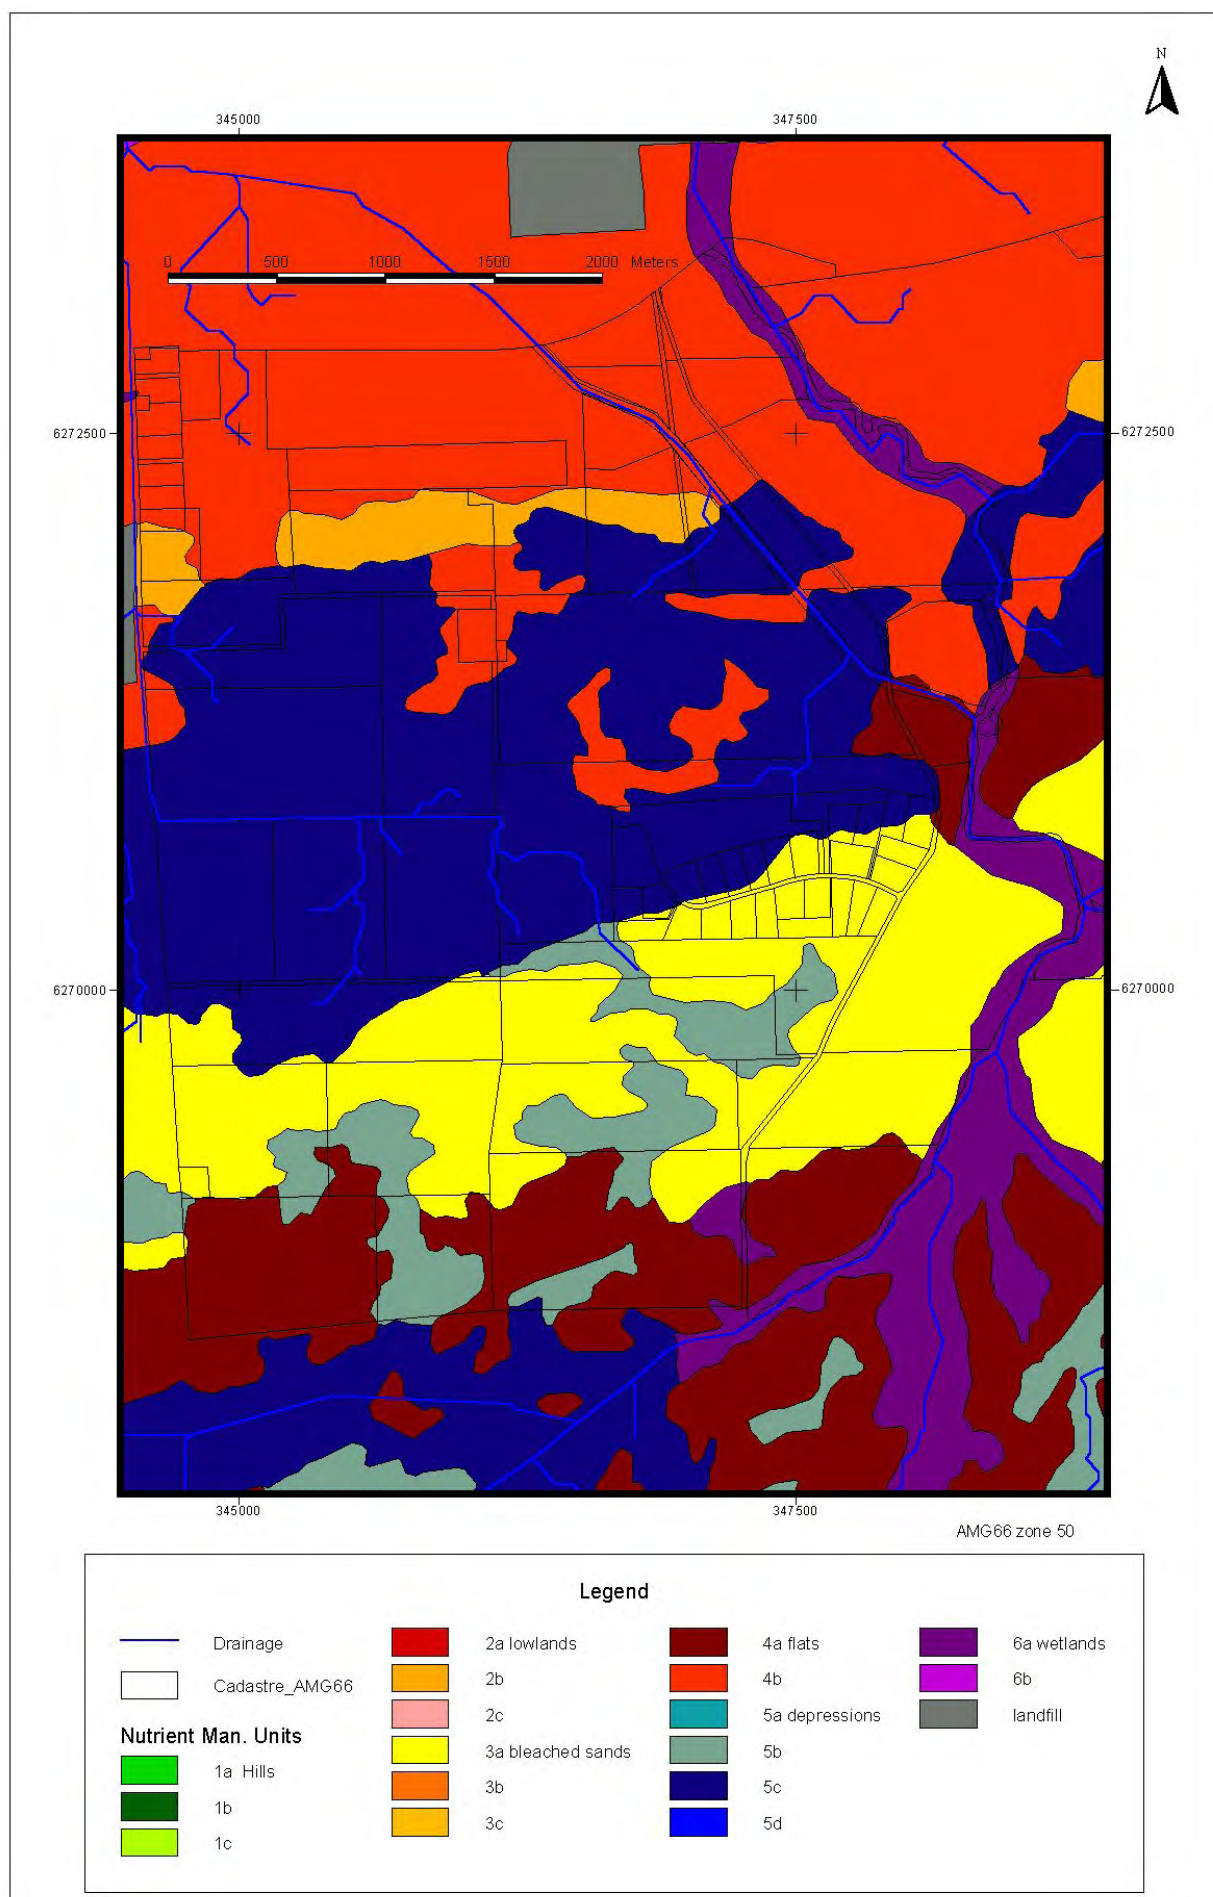 N
345000 347500
0 500 1000 1500 2000 Meters
6272500 6272500
6270000 6270000
345000 347500
AMG66 zone 50
Legend
Drainage
Cadastre_AMG66
Nutrient Man. Units
1a Hills
1b
1c
2a lowlands
2b
2c
3a bleached sands
3b
3c
4a flats
4b
5a depressions
5b
5c
5d
6a wetlands
6b
landfill